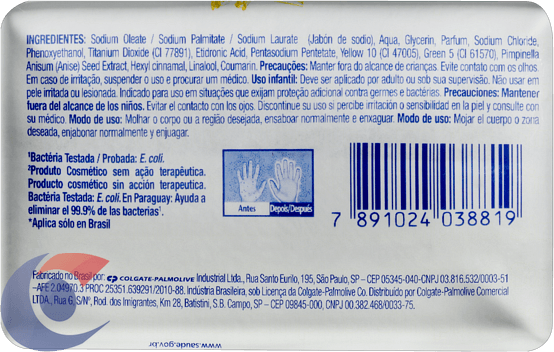 INGREDIENTES: Sodium Oleate / Sodium Palmitate / Sodium Laurate (Jabón de sodio), Aqua, Glycerin, Parfum, Sodium Chloride,
Phenoxyethanol, Titanium Dioxide (CI 77891), Etidronic Acid, Pentasodium Pentetate, Yellow 10 (CI 47005), Green 5 (CI 61570), Pimpinella
Anisum (Anise) Seed Extract, Hexyl cinnamal, Linalool, Coumarin. Precauções: Manter fora do alcance de crianças. Evite contato com os olhos.
Em caso de irritação, suspender o uso e procurar um médico. Uso infantil: Deve ser aplicado por adulto ou sob sua supervisão. Não usar em
pele irritada ou lesionada. Indicado para uso em situações que exijam proteção adicional contra germes e bactérias. Precauciones: Mantener
fuera del alcance de los niños. Evitar el contacto con los ojos. Discontinue su uso si percibe irritación o sensibilidad en la piel y consulte con
su médico. Modo de uso: Molhar o corpo ou a região desejada, ensaboar normalmente e enxaguar. Modo de uso: Mojar el cuerpo o zona
deseada, enjabonar normalmente y enjuagar.
¹Bactéria Testada / Probada: E. coli.
²Produto Cosmético sem ação terapêutica.
Producto cosmético sin acción terapéutica.
Bactéria Testada: E. coli. En Paraguay: Ayuda a
eliminar el 99.9% de las bacterias¹.
*Aplica sólo en Brasil
Antes Depois/Después
7 891024 038819
Fabricado no Brasil por: COLGATE-PALMOLIVE Industrial Ltda., Rua Santo Eurilo, 195, São Paulo, SP – CEP 05345-040-CNPJ 03.816.532/0003-51
–AFE 2.04970.3 PROC 25351.639291/2010-88. Indústria Brasileira, sob Licença da Colgate-Palmolive Co. Distribuído por Colgate-Palmolive Comercial
LTDA., Rua G, S/Nº, Rod. dos Imigrantes, Km 28, Batistini, S.B. Campo, SP – CEP 09845-000, CNPJ 00.382.468/0033-75.
www.saude.gov.br